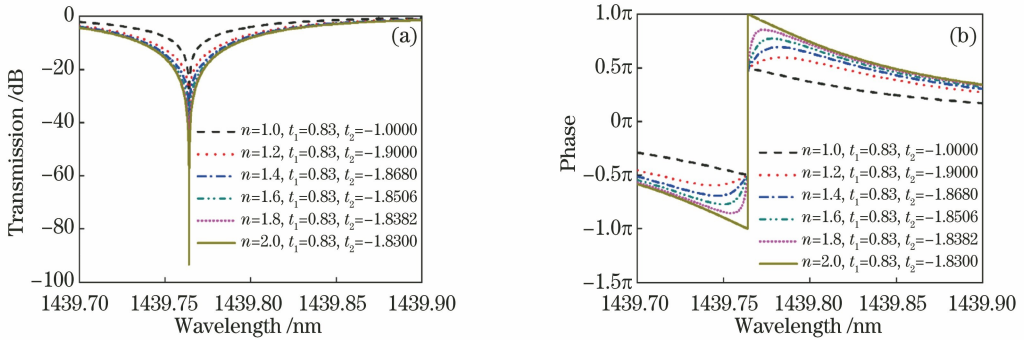 0
−20
−40
−60
−80
−100
Transmission /dB
(a)
n=1.0, t₁=0.83, t₂=−1.0000
n=1.2, t₁=0.83, t₂=−1.9000
n=1.4, t₁=0.83, t₂=−1.8680
n=1.6, t₁=0.83, t₂=−1.8506
n=1.8, t₁=0.83, t₂=−1.8382
n=2.0, t₁=0.83, t₂=−1.8300
1439.70 1439.75 1439.80 1439.85 1439.90
Wavelength /nm
1.0π
0.5π
0π
−0.5π
−1.0π
−1.5π
Phase
(b)
n=1.0, t₁=0.83, t₂=−1.0000
n=1.2, t₁=0.83, t₂=−1.9000
n=1.4, t₁=0.83, t₂=−1.8680
n=1.6, t₁=0.83, t₂=−1.8506
n=1.8, t₁=0.83, t₂=−1.8382
n=2.0, t₁=0.83, t₂=−1.8300
1439.70 1439.75 1439.80 1439.85 1439.90
Wavelength /nm